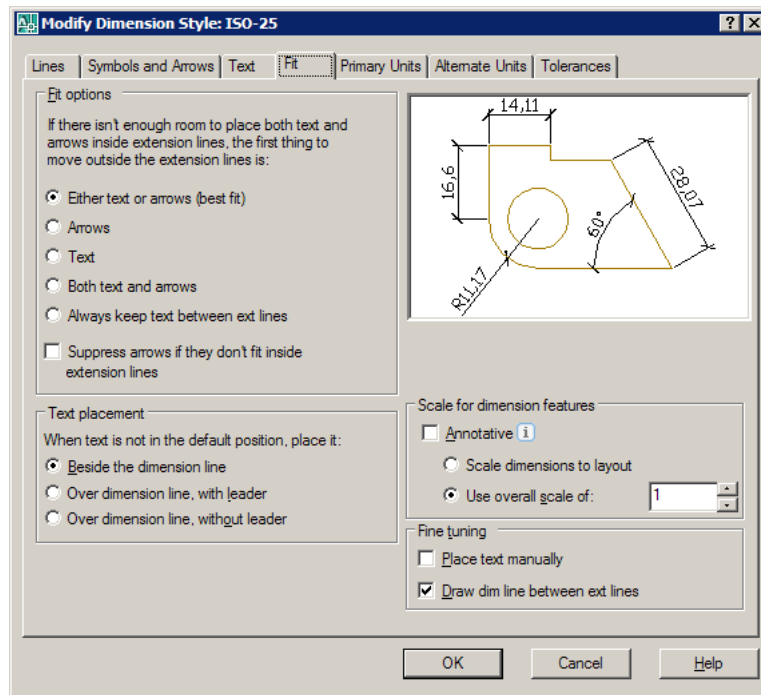 Modify Dimension Style: ISO-25
Lines
Symbols and Arrows
Text
Fit
Primary Units
Alternate Units
Tolerances
Fit options
If there isn't enough room to place both text and
arrows inside extension lines, the first thing to
move outside the extension lines is:
Either text or arrows (best fit)
Arrows
Text
Both text and arrows
Always keep text between ext lines
Suppress arrows if they don't fit inside
extension lines
Text placement
When text is not in the default position, place it:
Beside the dimension line
Over dimension line, with leader
Over dimension line, without leader
14,11
16,6
28,07
60°
R11,17
Scale for dimension features
Annotative
Scale dimensions to layout
Use overall scale of:
1
Fine tuning
Place text manually
Draw dim line between ext lines
OK
Cancel
Help